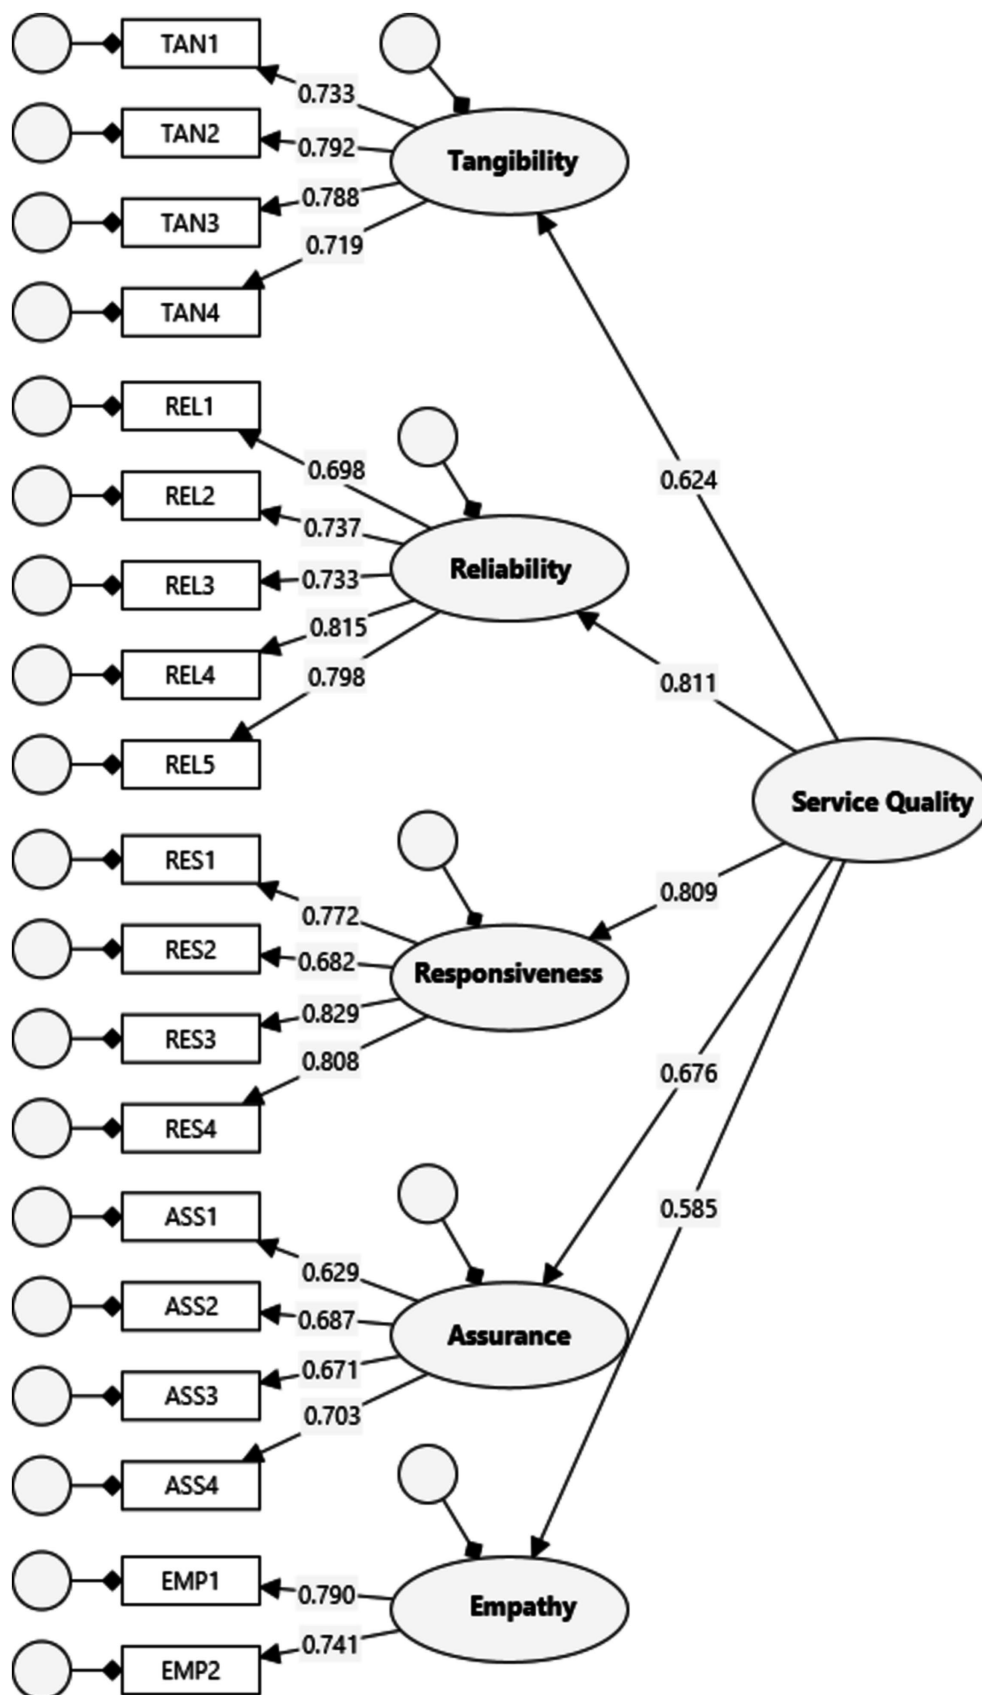 TAN1
0.733
TAN2
0.792
Tangibility
TAN3
0.788
0.719
TAN4
REL1
0.698
0.624
REL2
0.737
Reliability
REL3
0.733
0.815
REL4
0.798
0.811
REL5
Service Quality
RES1
0.809
0.772
RES2
0.682
Responsiveness
RES3
0.829
0.808
0.676
RES4
ASS1
0.585
0.629
ASS2
0.687
Assurance
ASS3
0.671
0.703
ASS4
EMP1
0.790
Empathy
0.741
EMP2